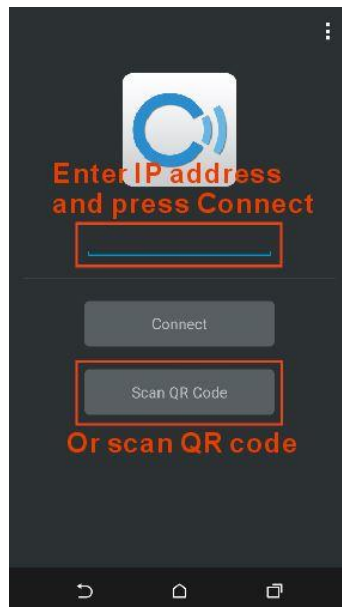 Enter IP address
and press Connect
Connect
Scan QR Code
Or scan QR code